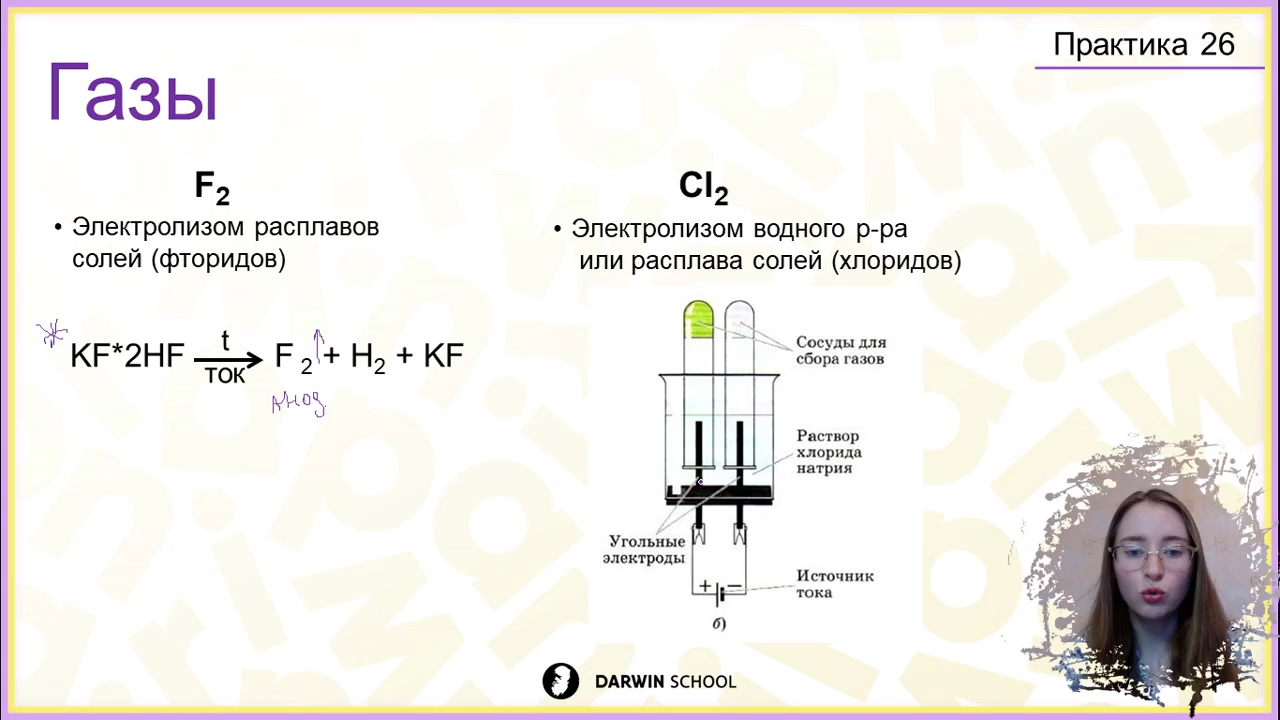 Практика 26
Газы
F2
• Электролизом расплавов
солей (фторидов)
* KF*2HF t ток F2↑ + H2 + KF
анод
Cl2
• Электролизом водного р-ра
или расплава солей (хлоридов)
Сосуды для
сбора газов
Раствор
хлорида
натрия
Угольные
электроды
+ −
Источник
тока
б)
DARWIN SCHOOL